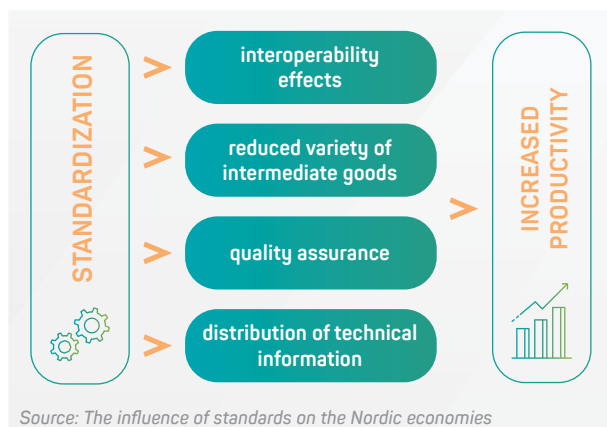 STANDARDIZATION
>
interoperability
effects
>
reduced variety of
intermediate goods
>
quality assurance
>
distribution of technical
information
>
INCREASED
PRODUCTIVITY
Source: The influence of standards on the Nordic economies